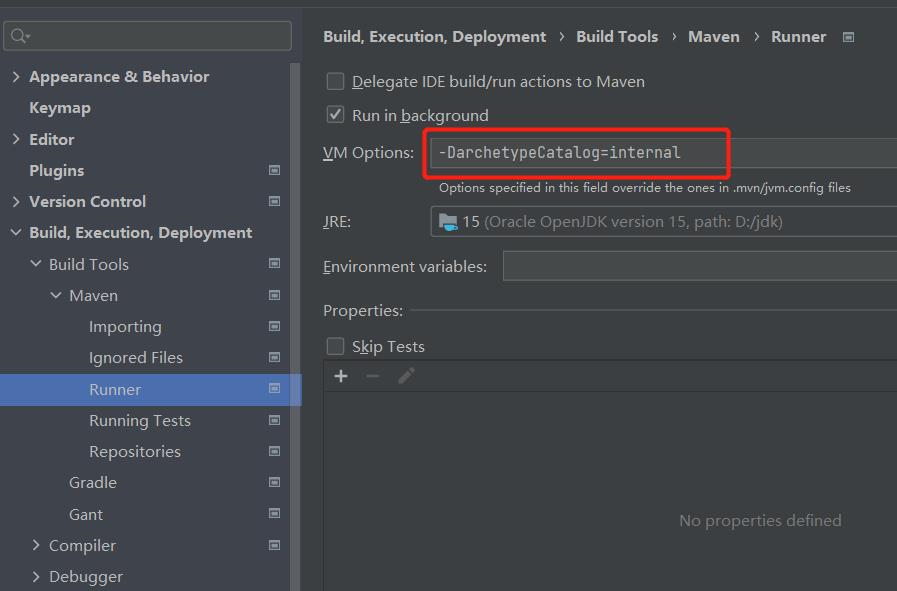 Appearance & Behavior
Keymap
Editor
Plugins
Version Control
Build, Execution, Deployment
Build Tools
Maven
Importing
Ignored Files
Runner
Running Tests
Repositories
Gradle
Gant
Compiler
Debugger
Build, Execution, Deployment › Build Tools › Maven › Runner
Delegate IDE build/run actions to Maven
Run in background
VM Options: -DarchetypeCatalog=internal
Options specified in this field override the ones in .mvn/jvm.config files
JRE: 15 (Oracle OpenJDK version 15, path: D:/jdk)
Environment variables:
Properties:
Skip Tests
No properties defined